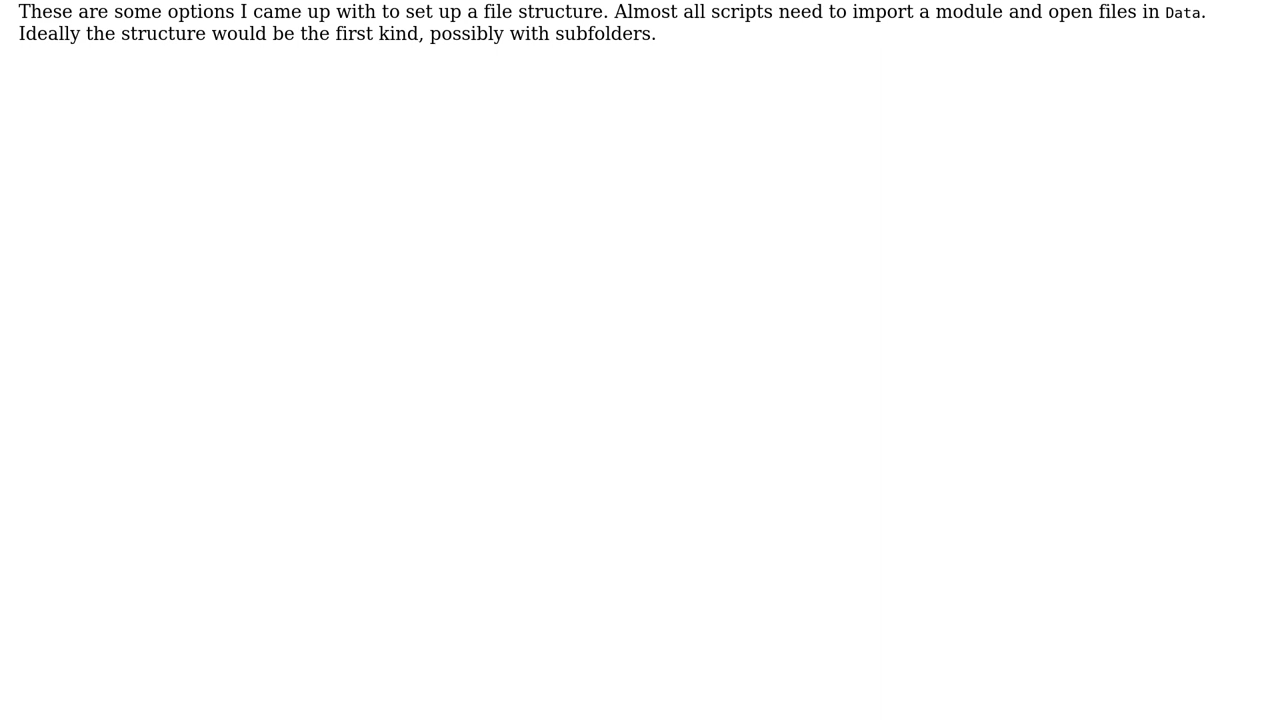 These are some options I came up with to set up a file structure. Almost all scripts need to import a module and open files in Data.
Ideally the structure would be the first kind, possibly with subfolders.